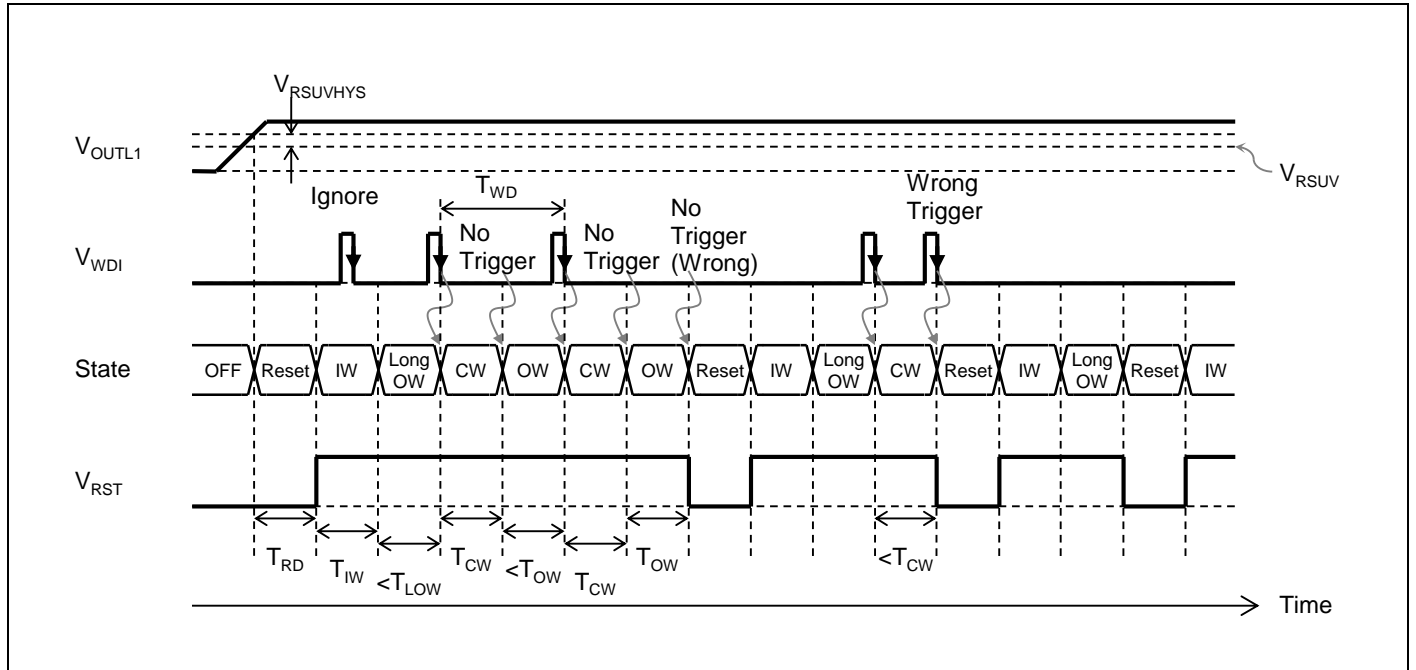 VRSUVHYS
VOUTL1
VRSUV
Ignore
TWD
Wrong
Trigger
No
Trigger
No
Trigger
No
Trigger
(Wrong)
VWDI
State
OFF
Reset
IW
Long
OW
CW
OW
CW
OW
Reset
IW
Long
OW
CW
Reset
IW
Long
OW
Reset
IW
VRST
TRD
TIW
<TLOW
TCW
<TOW
TCW
TOW
<TCW
Time